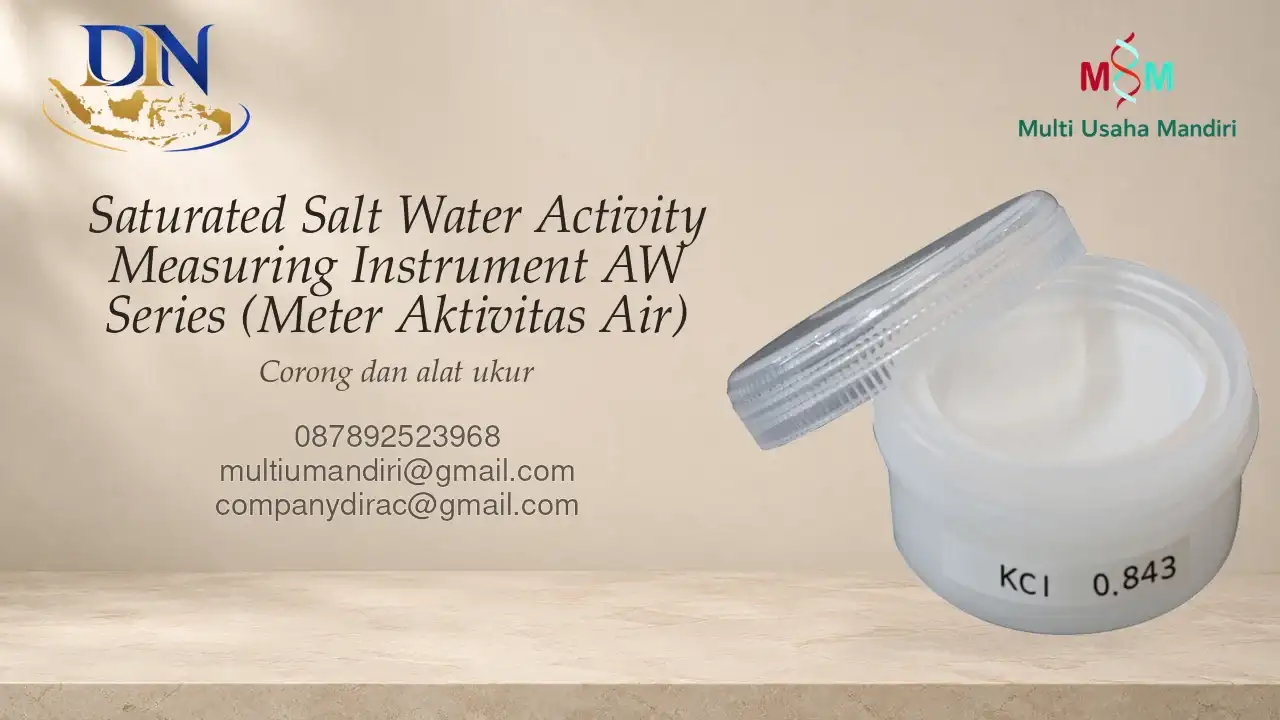 DIN
MSM
Multi Usaha Mandiri
Saturated Salt Water Activity
Measuring Instrument AW
Series (Meter Aktivitas Air)
Corong dan alat ukur
087892523968
multiumandiri@gmail.com
companydirac@gmail.com
KCl 0.843